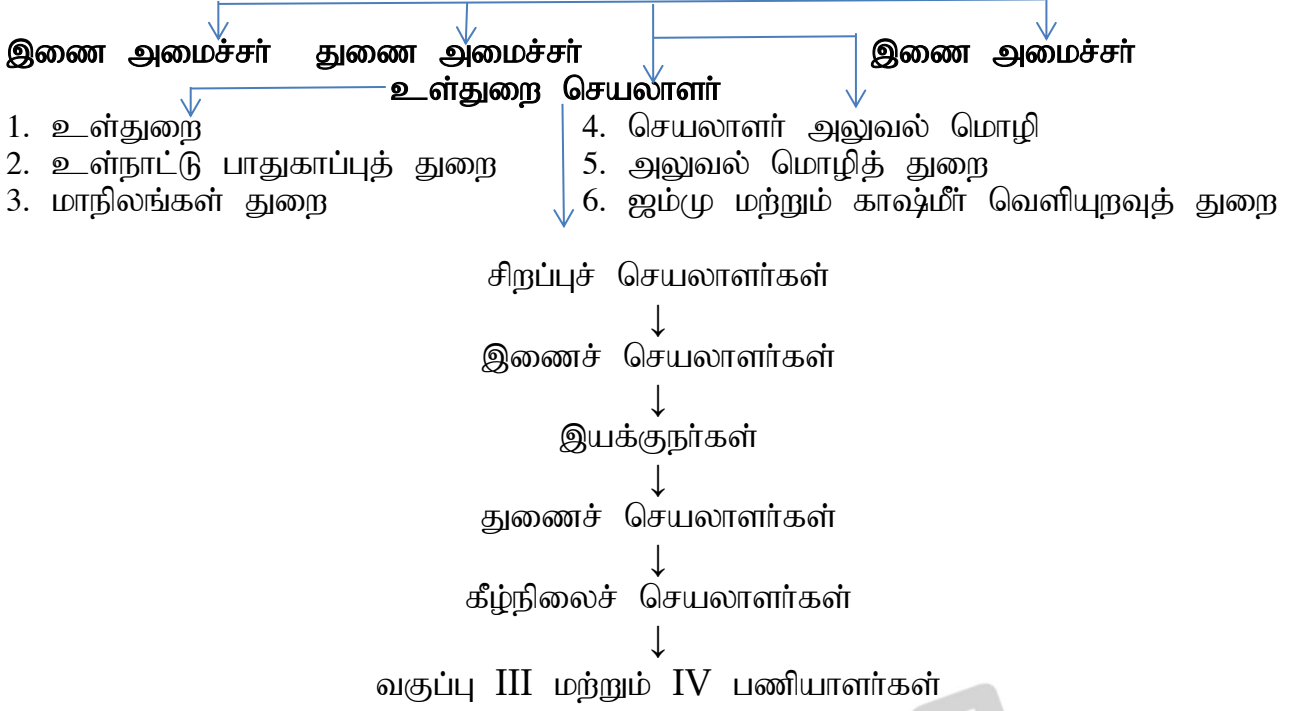 இணை அமைச்சர் துணை அமைச்சர் இணை அமைச்சர்
உள்துறை செயலாளர்
1. உள்துறை 4. செயலாளர் அலுவல் மொழி
2. உள்நாட்டு பாதுகாப்புத் துறை 5. அலுவல் மொழித் துறை
3. மாநிலங்கள் துறை 6. ஜம்மு மற்றும் காஷ்மீர் வெளியுறவுத் துறை
சிறப்புச் செயலாளர்கள்
↓
இணைச் செயலாளர்கள்
↓
இயக்குநர்கள்
↓
துணைச் செயலாளர்கள்
↓
கீழ்நிலைச் செயலாளர்கள்
↓
வகுப்பு III மற்றும் IV பணியாளர்கள்